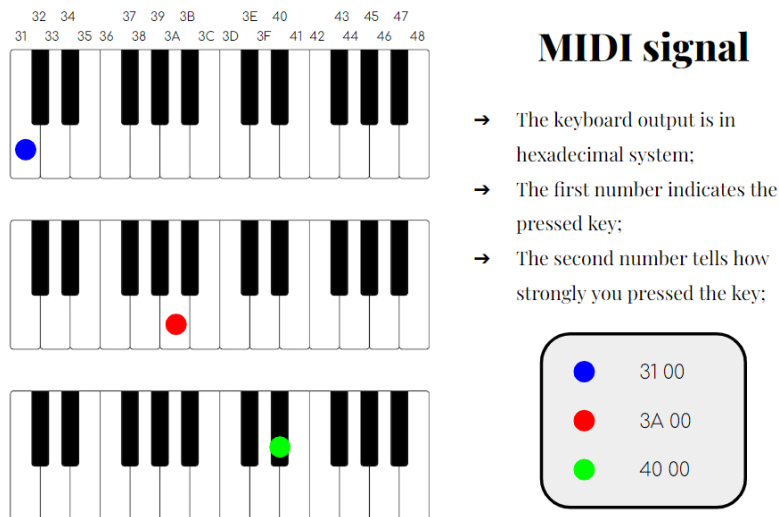 32 34 37 39 3B 3E 40 43 45 47
31 33 35 36 38 3A 3C 3D 3F 41 42 44 46 48
MIDI signal
➔ The keyboard output is in
hexadecimal system;
➔ The first number indicates the
pressed key;
➔ The second number tells how
strongly you pressed the key;
31 00
3A 00
40 00